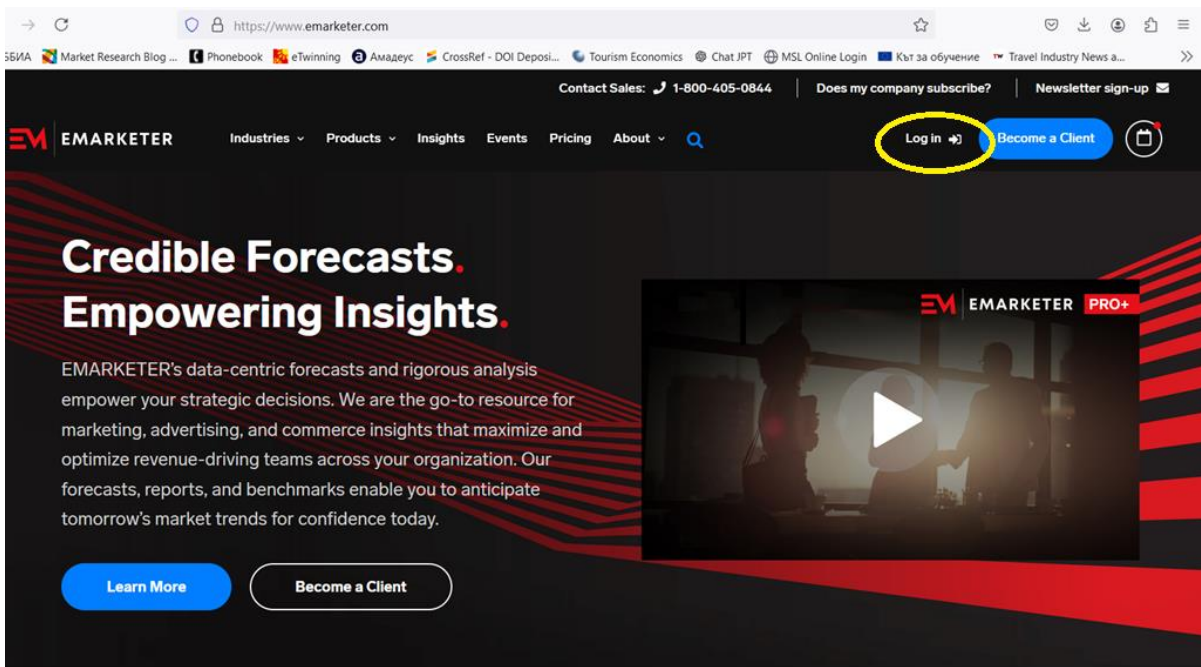 https://www.emarketer.com
БИА Market Research Blog ... Phonebook eTwinning Амадеус CrossRef - DOI Deposi... Tourism Economics Chat JPT MSL Online Login Кът за обучение Travel Industry News a...
Contact Sales: 1-800-405-0844 Does my company subscribe? Newsletter sign-up
EM EMARKETER Industries Products Insights Events Pricing About Log in Become a Client
Credible Forecasts.
Empowering Insights.
EM EMARKETER PRO+
EMARKETER's data-centric forecasts and rigorous analysis
empower your strategic decisions. We are the go-to resource for
marketing, advertising, and commerce insights that maximize and
optimize revenue-driving teams across your organization. Our
forecasts, reports, and benchmarks enable you to anticipate
tomorrow's market trends for confidence today.
Learn More Become a Client